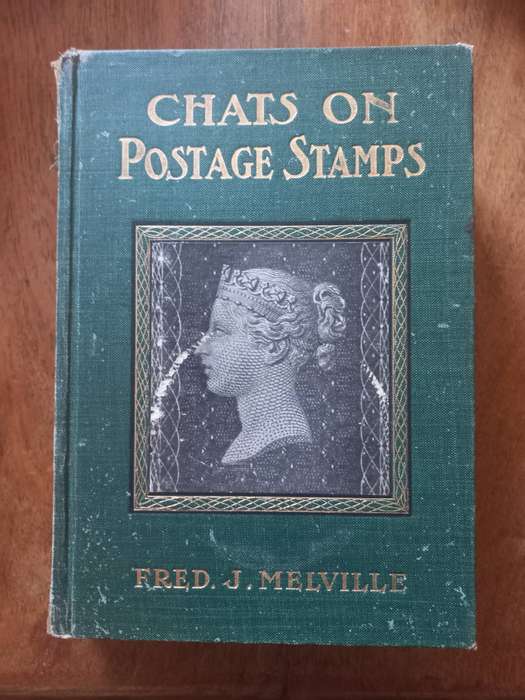 CHATS ON
POSTAGE STAMPS
FRED. J. MELVILLE